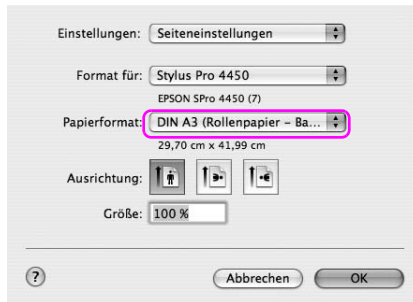 Einstellungen: Seiteneinstellungen
Format für: Stylus Pro 4450
EPSON SPro 4450 (7)
Papierformat: DIN A3 (Rollenpapier – Ba...
29,70 cm x 41,99 cm
Ausrichtung:
Größe: 100 %
? Abbrechen OK